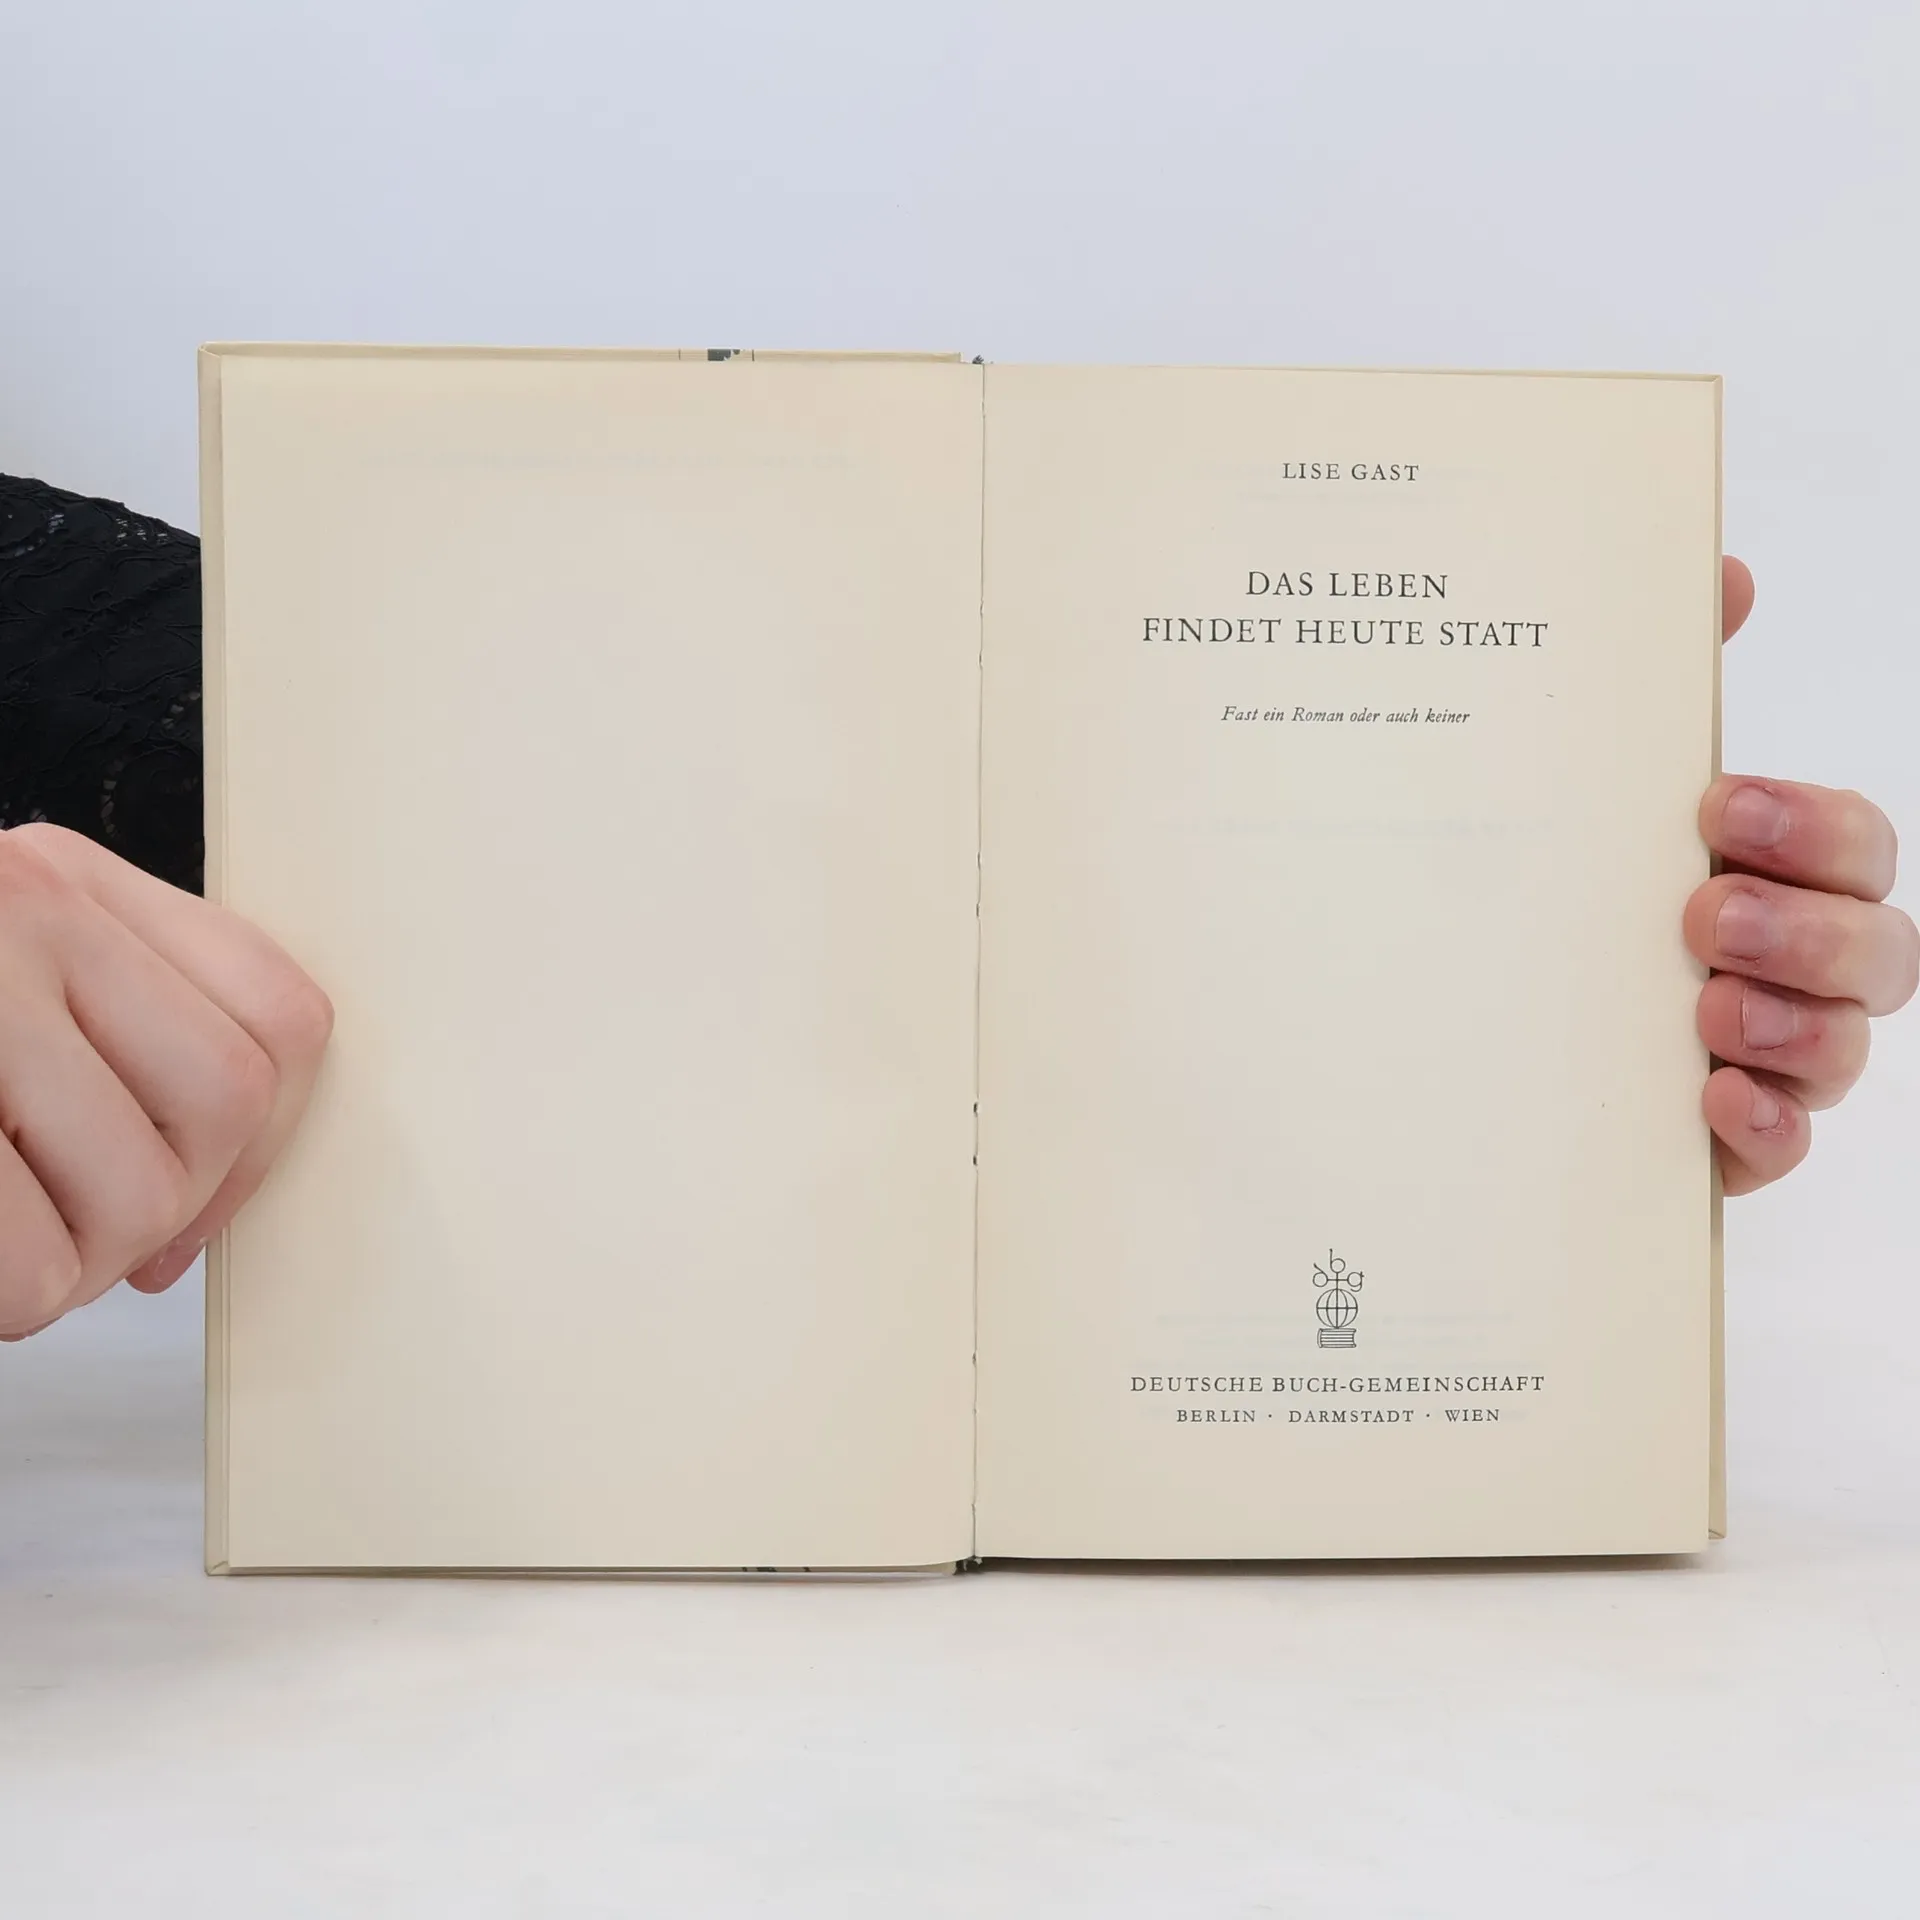 LISE GAST
DAS LEBEN
FINDET HEUTE STATT
Fast ein Roman oder auch keiner
dbg
DEUTSCHE BUCH-GEMEINSCHAFT
BERLIN · DARMSTADT · WIEN